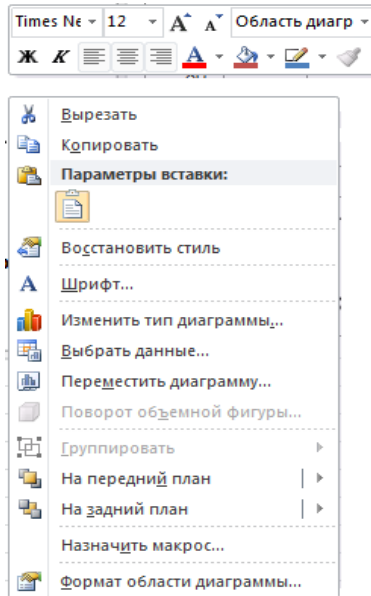 Times Ne 12 А А Область диагр
Ж К А
Вырезать
Копировать
Параметры вставки:
Восстановить стиль
А Шрифт...
Изменить тип диаграммы...
Выбрать данные...
Переместить диаграмму...
Поворот объемной фигуры...
Группировать
На передний план
На задний план
Назначить макрос...
Формат области диаграммы...